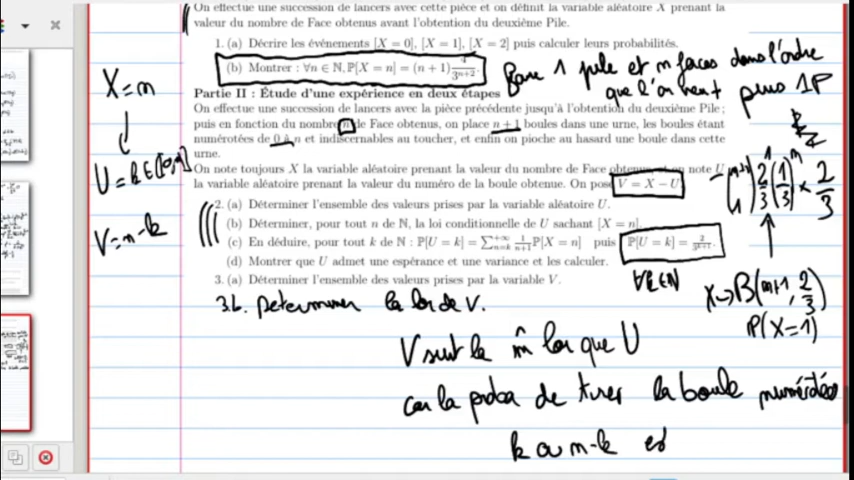 On effectue une succession de lancers avec cette pièce et on définit la variable aléatoire X prenant la
valeur du nombre de Face obtenus avant l'obtention du deuxième Pile.
1. (a) Décrire les événements [X = 0], [X = 1], [X = 2] puis calculer leurs probabilités.
(b) Montrer : ∀n ∈ N, P[X = n] = (n + 1) 4/3^{n+2}.
Faire 1 pile et n faces dans l'ordre
que l'on veut puis 1P
Partie II : Étude d'une expérience en deux étapes
On effectue une succession de lancers avec la pièce précédente jusqu'à l'obtention du deuxième Pile ;
puis en fonction du nombre n de Face obtenus, on place n + 1 boules dans une urne, les boules étant
numérotées de 0 à n et indiscernables au toucher, et enfin on pioche au hasard une boule dans cette
urne.
On note toujours X la variable aléatoire prenant la valeur du nombre de Face obtenus et on note U
la variable aléatoire prenant la valeur du numéro de la boule obtenue. On pose V = X − U.
2. (a) Déterminer l'ensemble des valeurs prises par la variable aléatoire U.
(b) Déterminer, pour tout n de N, la loi conditionnelle de U sachant [X = n].
(c) En déduire, pour tout k de N : P[U = k] = ∑_{n=k}^{+∞} 1/(n+1) P[X = n] puis P[U = k] = 2/3^{k+1}.
(d) Montrer que U admet une espérance et une variance et les calculer.
3. (a) Déterminer l'ensemble des valeurs prises par la variable V.
X = n
U = k ∈ [0, n]
V = n - k
= (n+1 1) (2/3)^1 (1/3)^n × 2/3
∀k ∈ N
X → B(n+1, 2/3)
P(X = 1)
3b. Déterminer la loi de V.
V suit la m̂ loi que U
car la proba de tirer la boule numérotée
k ou n-k est